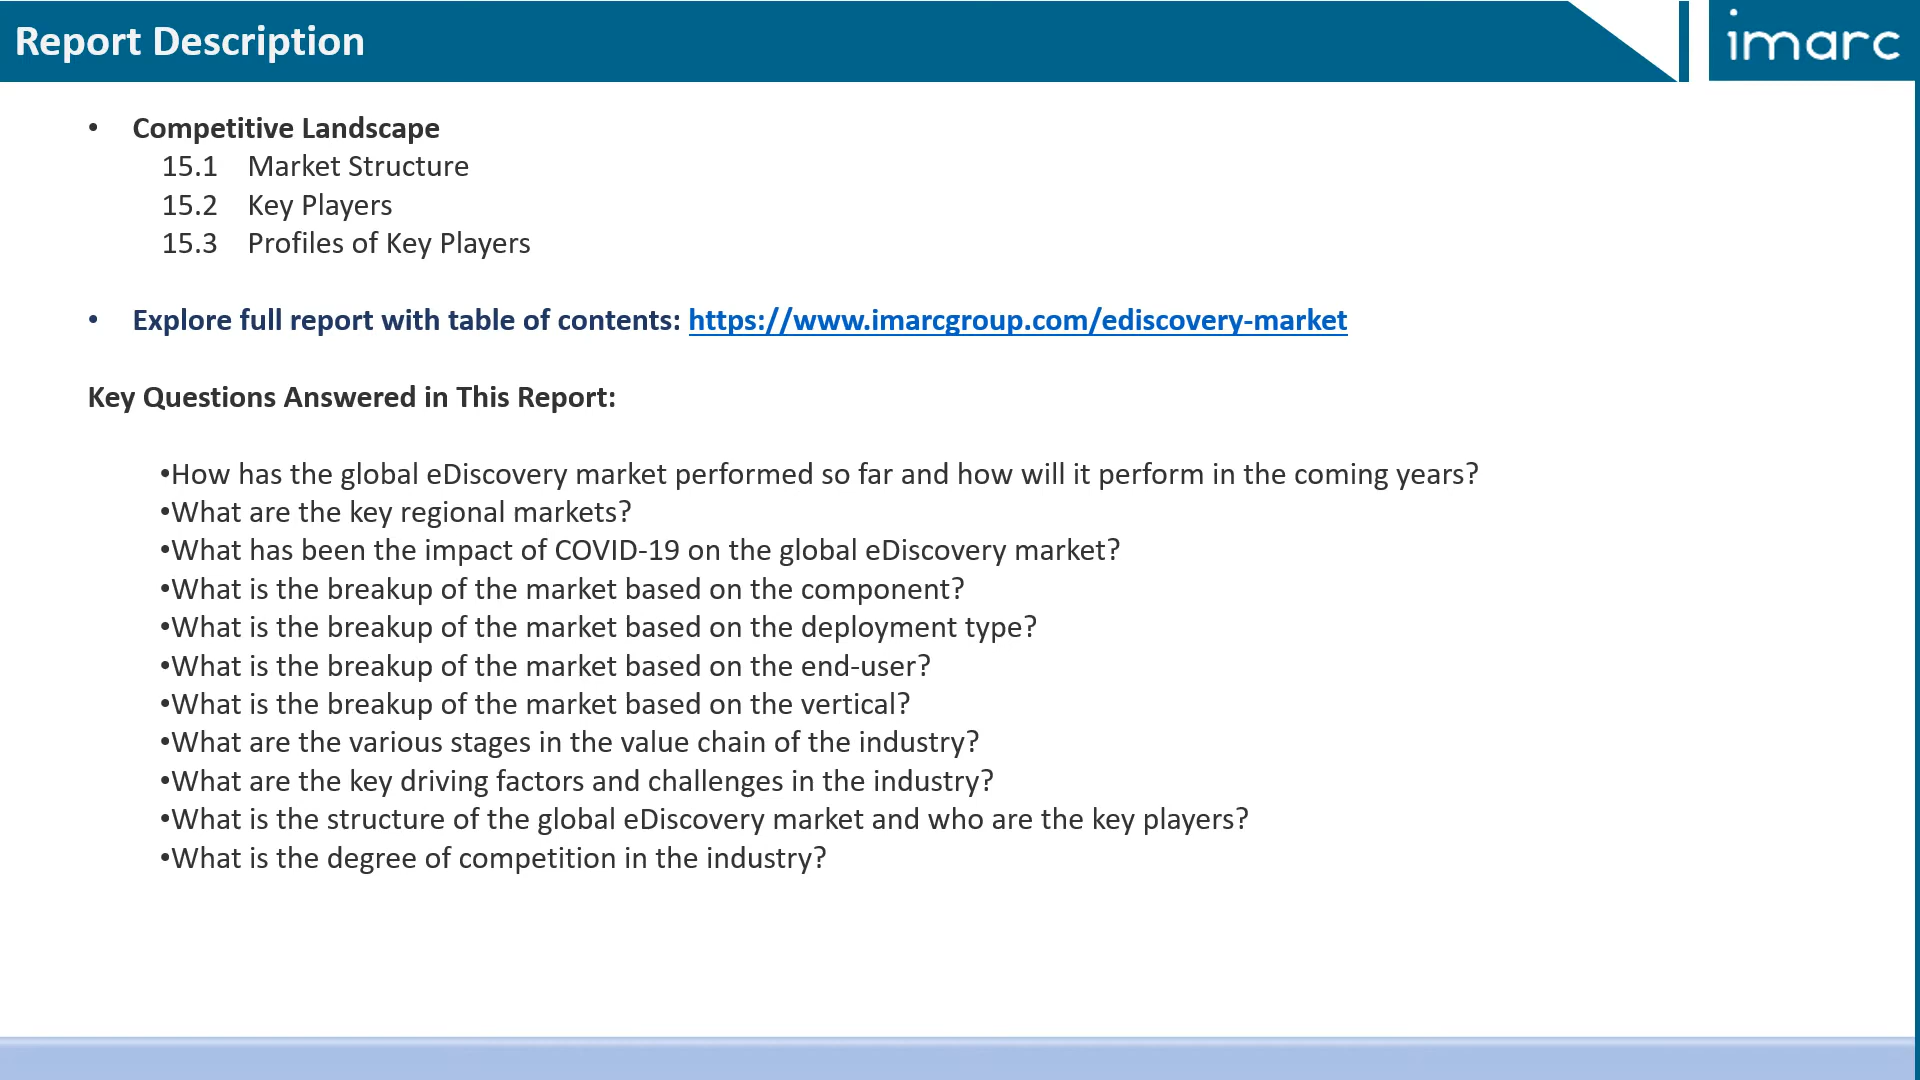 Report Description
imarc
• Competitive Landscape
15.1 Market Structure
15.2 Key Players
15.3 Profiles of Key Players
• Explore full report with table of contents: https://www.imarcgroup.com/ediscovery-market
Key Questions Answered in This Report:
•How has the global eDiscovery market performed so far and how will it perform in the coming years?
•What are the key regional markets?
•What has been the impact of COVID-19 on the global eDiscovery market?
•What is the breakup of the market based on the component?
•What is the breakup of the market based on the deployment type?
•What is the breakup of the market based on the end-user?
•What is the breakup of the market based on the vertical?
•What are the various stages in the value chain of the industry?
•What are the key driving factors and challenges in the industry?
•What is the structure of the global eDiscovery market and who are the key players?
•What is the degree of competition in the industry?